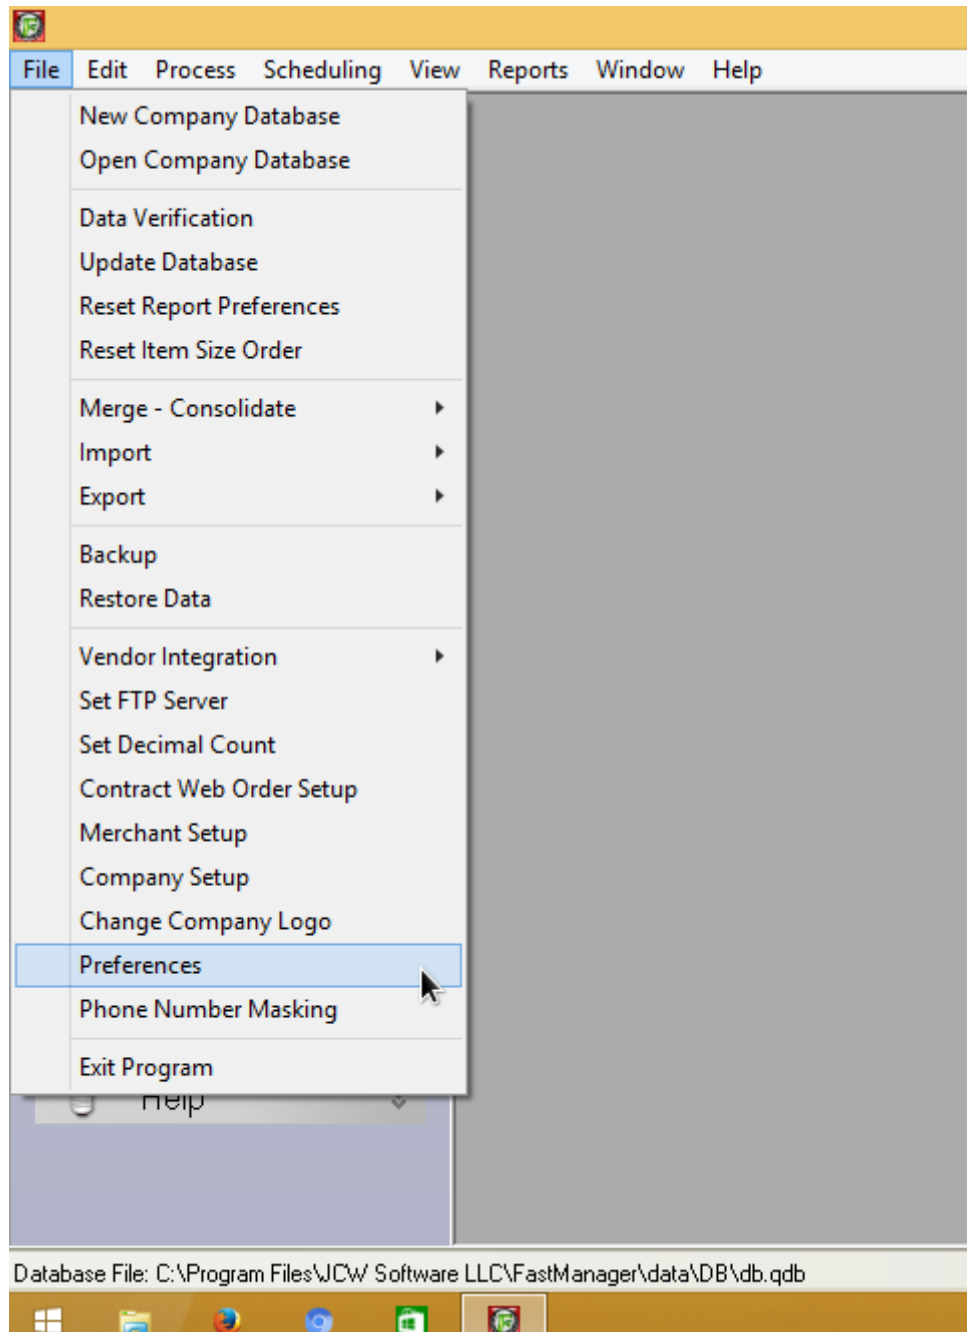 File Edit Process Scheduling View Reports Window Help
New Company Database
Open Company Database
Data Verification
Update Database
Reset Report Preferences
Reset Item Size Order
Merge - Consolidate
Import
Export
Backup
Restore Data
Vendor Integration
Set FTP Server
Set Decimal Count
Contract Web Order Setup
Merchant Setup
Company Setup
Change Company Logo
Preferences
Phone Number Masking
Exit Program
Help
Database File: C:\Program Files\JCW Software LLC\FastManager\data\DB\db.qdb